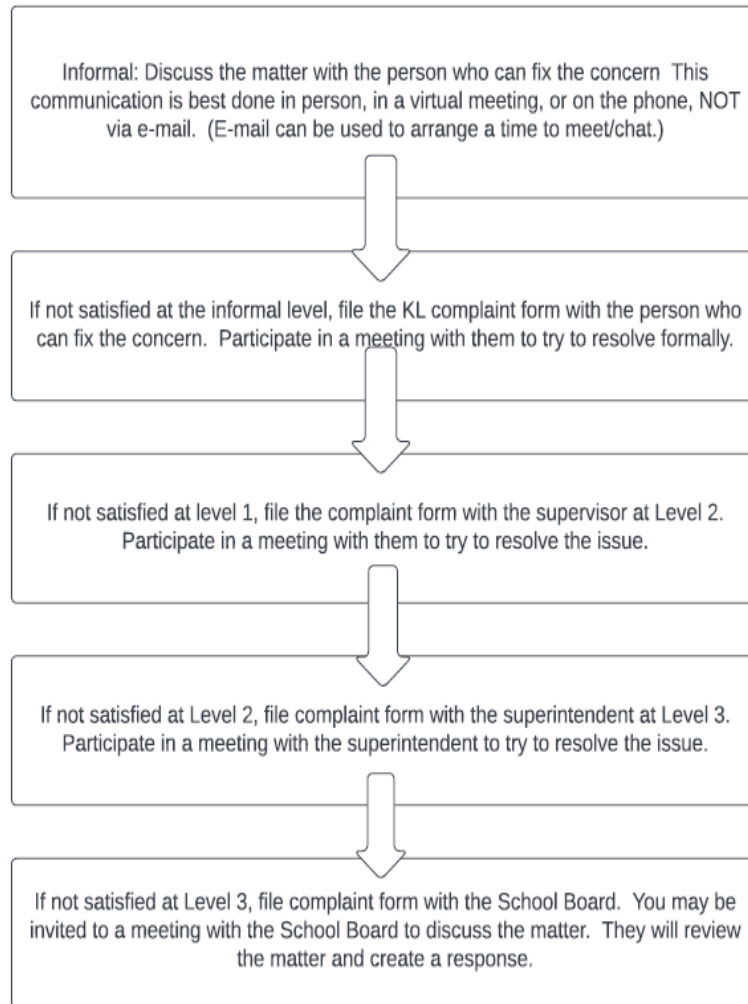 Informal: Discuss the matter with the person who can fix the concern This
communication is best done in person, in a virtual meeting, or on the phone, NOT
via e-mail. (E-mail can be used to arrange a time to meet/chat.)
If not satisfied at the informal level, file the KL complaint form with the person who
can fix the concern. Participate in a meeting with them to try to resolve formally.
If not satisfied at level 1, file the complaint form with the supervisor at Level 2.
Participate in a meeting with them to try to resolve the issue.
If not satisfied at Level 2, file complaint form with the superintendent at Level 3.
Participate in a meeting with the superintendent to try to resolve the issue.
If not satisfied at Level 3, file complaint form with the School Board. You may be
invited to a meeting with the School Board to discuss the matter. They will review
the matter and create a response.